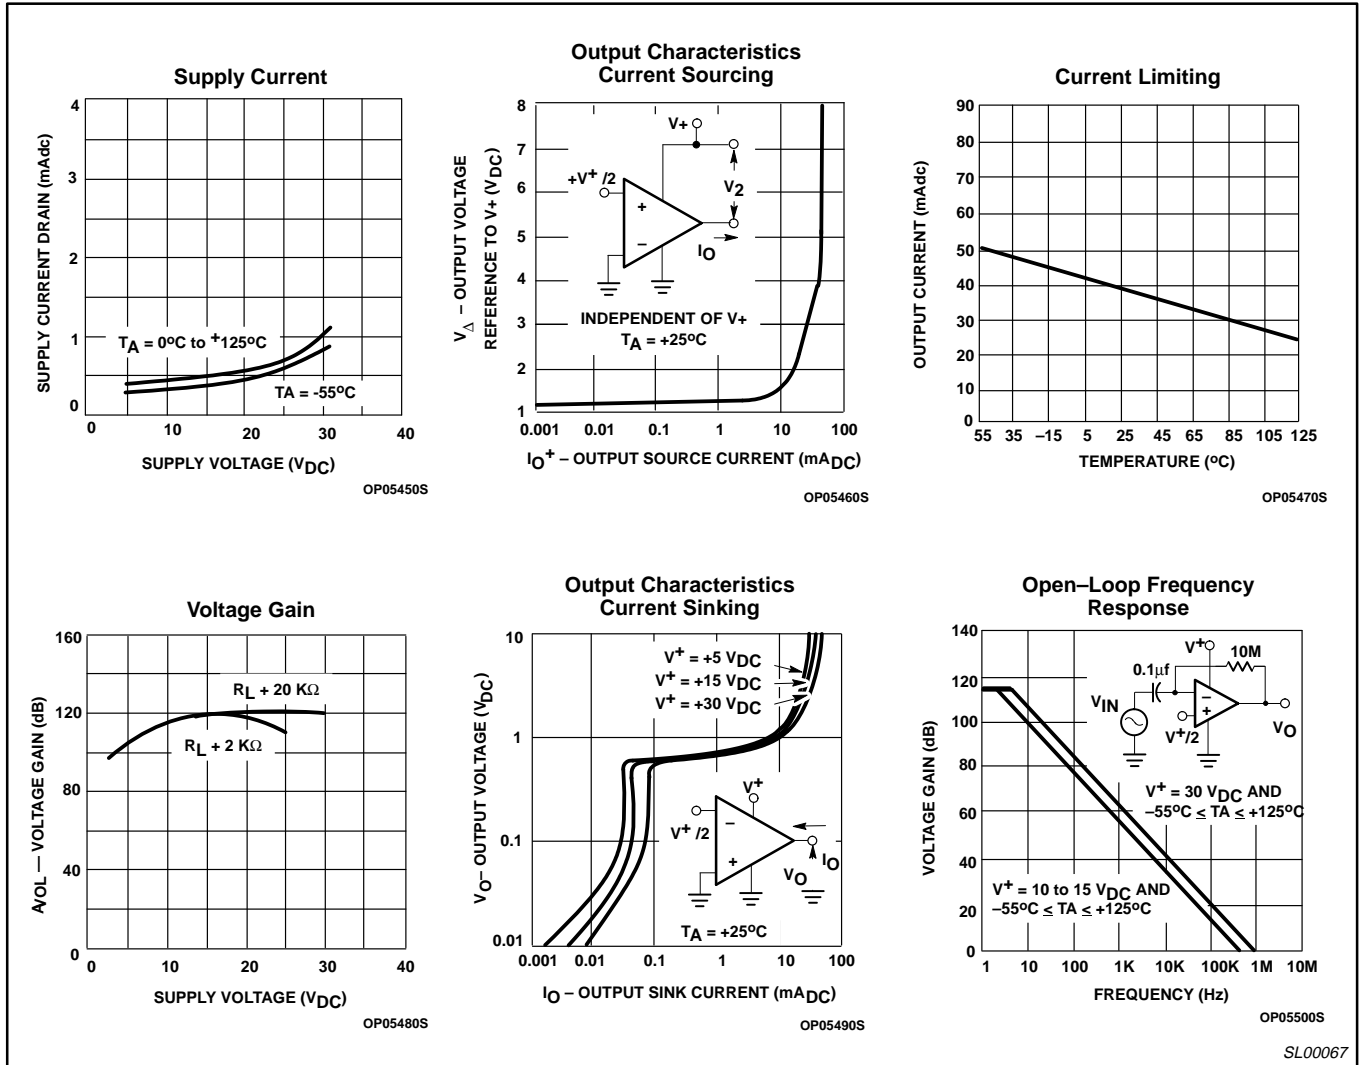 Supply Current
4
3
2
1
0
0 10 20 30 40
SUPPLY CURRENT DRAIN (mAdc)
TA = 0oC to +125oC
TA = -55oC
SUPPLY VOLTAGE (VDC)
OP05450S
Output Characteristics
Current Sourcing
8
7
6
5
4
3
2
1
0.001 0.01 0.1 1 10 100
V∆ – OUTPUT VOLTAGE
REFERENCE TO V+ (VDC)
V+
+V+ /2
+
–
V2
IO
INDEPENDENT OF V+
TA = +25oC
IO+ – OUTPUT SOURCE CURRENT (mADC)
OP05460S
Current Limiting
90
80
70
60
50
40
30
20
10
0
55 35 –15 5 25 45 65 85 105 125
OUTPUT CURRENT (mAdc)
TEMPERATURE (oC)
OP05470S
Voltage Gain
160
120
80
40
0
0 10 20 30 40
AVOL — VOLTAGE GAIN (dB)
RL + 20 KΩ
RL + 2 KΩ
SUPPLY VOLTAGE (VDC)
OP05480S
Output Characteristics
Current Sinking
10
1
0.1
0.01
0.001 0.01 0.1 1 10 100
VO– OUTPUT VOLTAGE (VDC)
V+ = +5 VDC
V+ = +15 VDC
V+ = +30 VDC
V+
V+ /2
–
+
IO
VO
TA = +25oC
IO – OUTPUT SINK CURRENT (mADC)
OP05490S
Open–Loop Frequency
Response
140
120
100
80
60
40
20
0
1 10 100 1K 10K 100K 1M 10M
VOLTAGE GAIN (dB)
V+
10M
0.1µf
VIN
–
+
V+/2
VO
V+ = 30 VDC AND
–55oC ≤ TA ≤ +125oC
V+ = 10 to 15 VDC AND
–55oC ≤ TA ≤ +125oC
FREQUENCY (Hz)
OP05500S
SL00067